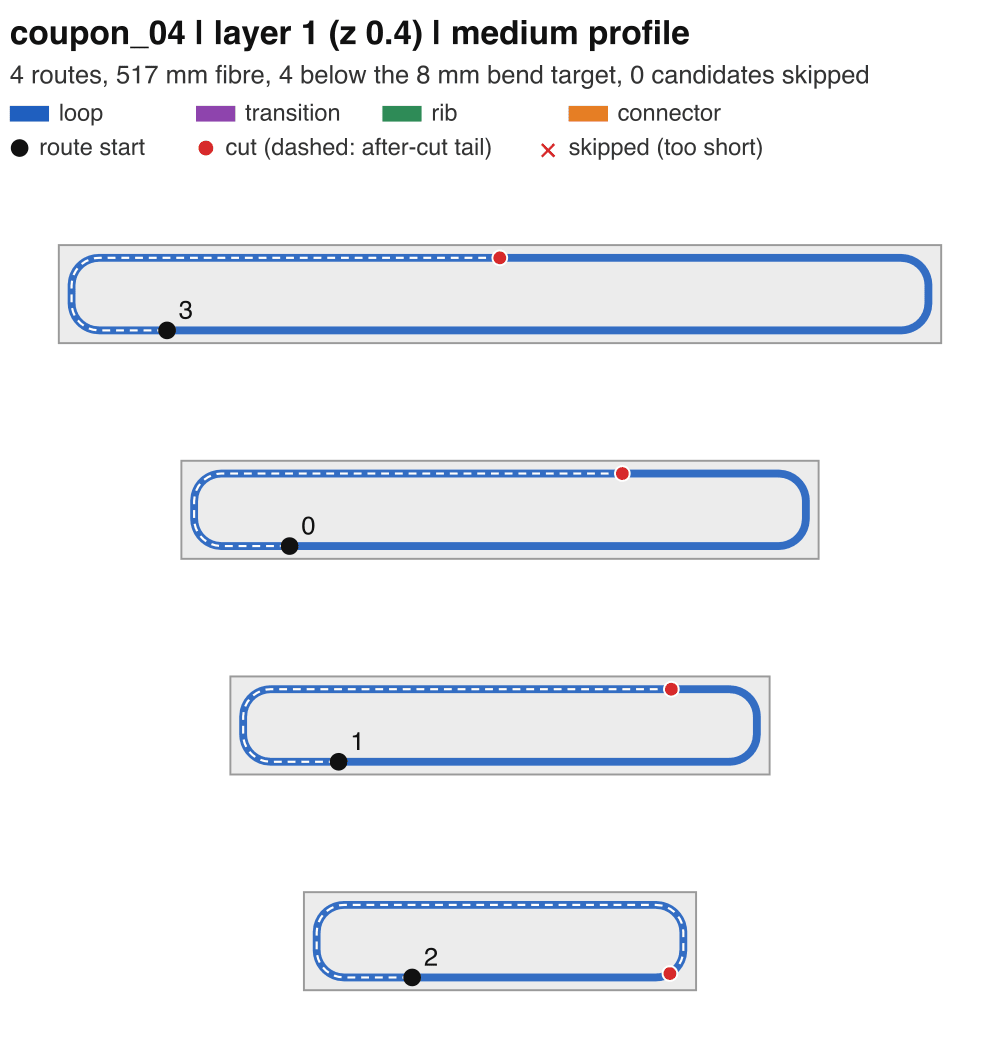 coupon_04 | layer 1 (z 0.4) | medium profile
4 routes, 517 mm fibre, 4 below the 8 mm bend target, 0 candidates skipped
loop transition rib connector
route start cut (dashed: after-cut tail) skipped (too short)
3
0
1
2